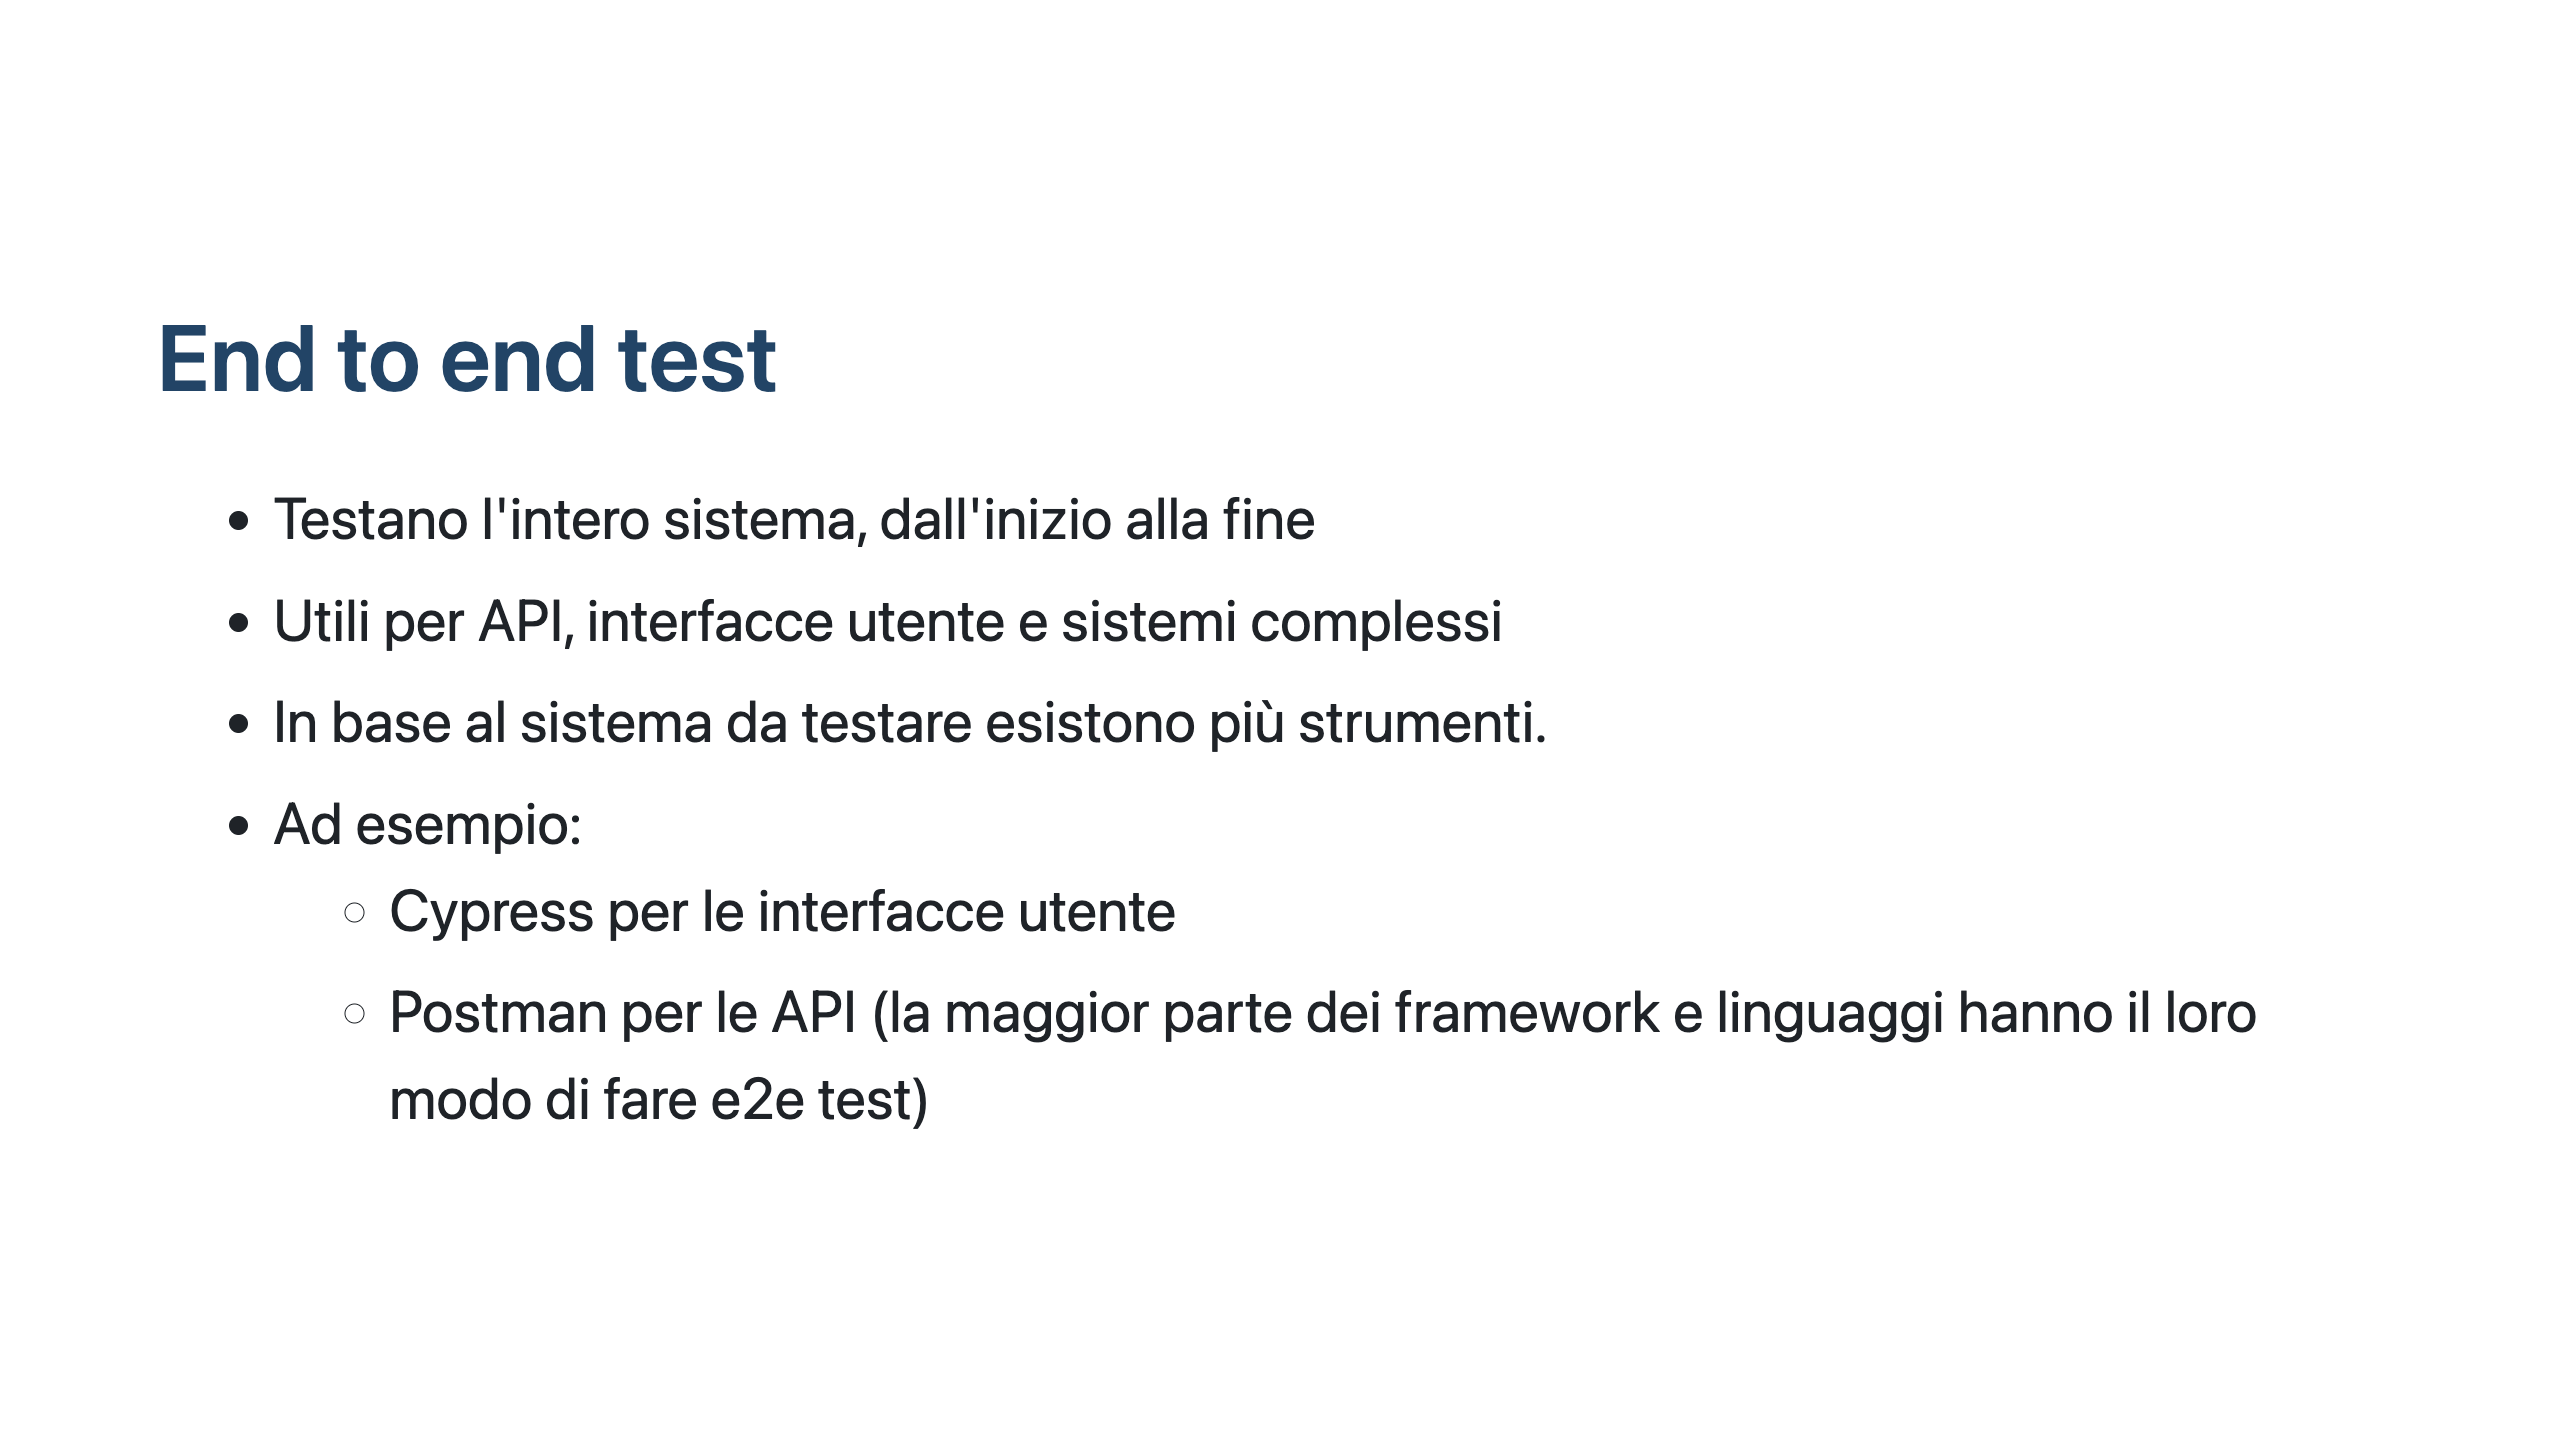 End to end test
Testano l'intero sistema, dall'inizio alla fine
Utili per API, interfacce utente e sistemi complessi
In base al sistema da testare esistono più strumenti.
Ad esempio:
Cypress per le interfacce utente
Postman per le API (la maggior parte dei framework e linguaggi hanno il loro
modo di fare e2e test)